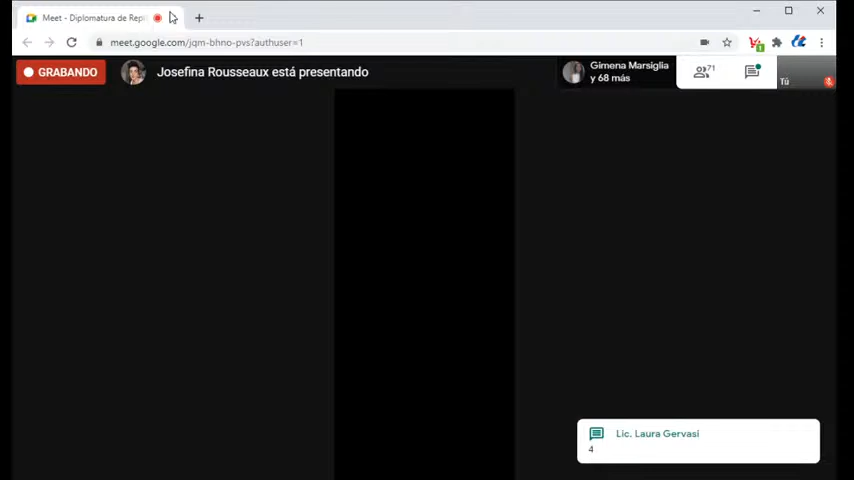 Meet - Diplomatura de Rep
meet.google.com/jqm-bhno-pvs?authuser=1
1
GRABANDO
Josefina Rousseaux está presentando
Gimena Marsiglia
y 68 más
71
Tú
Lic. Laura Gervasi
4